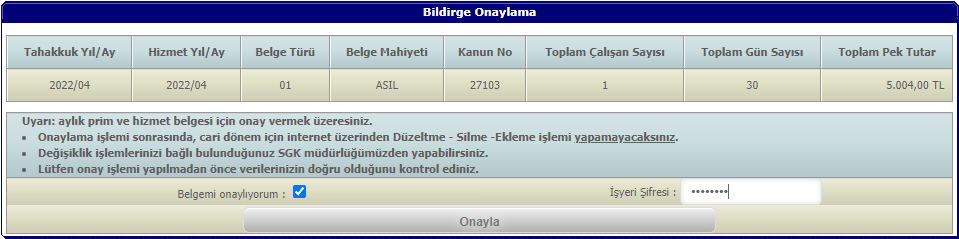 Bildirge Onaylama
Tahakkuk Yıl/Ay Hizmet Yıl/Ay Belge Türü Belge Mahiyeti Kanun No Toplam Çalışan Sayısı Toplam Gün Sayısı Toplam Pek Tutar
2022/04 2022/04 01 ASIL 27103 1 30 5.004,00 TL
Uyarı: aylık prim ve hizmet belgesi için onay vermek üzeresiniz.
• Onaylama işlemi sonrasında, cari dönem için internet üzerinden Düzeltme - Silme -Ekleme işlemi yapamayacaksınız.
• Değişiklik işlemlerinizi bağlı bulunduğunuz SGK müdürlüğümüzden yapabilirsiniz.
• Lütfen onay işlemi yapılmadan önce verilerinizin doğru olduğunu kontrol ediniz.
Belgemi onaylıyorum : İşyeri Şifresi : ••••••••
Onayla